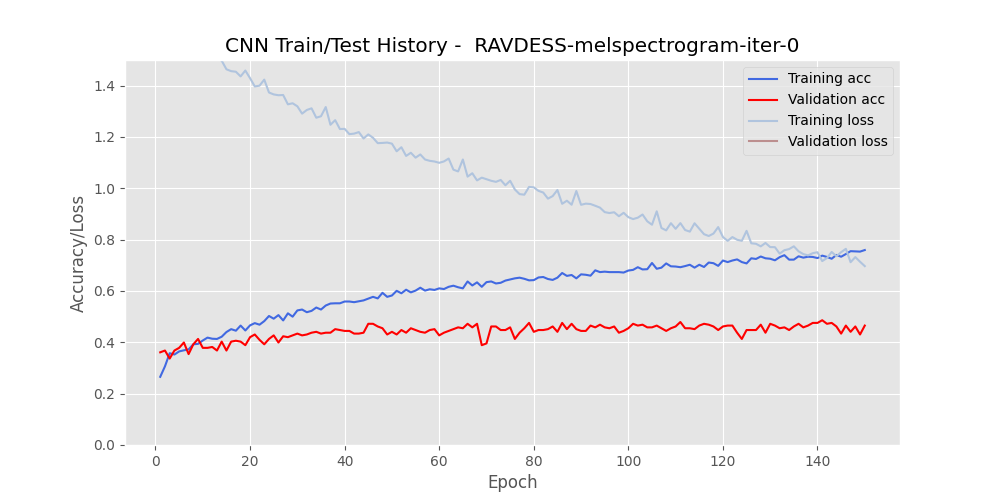 CNN Train/Test History -  RAVDESS-melspectrogram-iter-0
Training acc
Validation acc
Training loss
Validation loss
Accuracy/Loss
1.4
1.2
1.0
0.8
0.6
0.4
0.2
0.0
0 20 40 60 80 100 120 140
Epoch